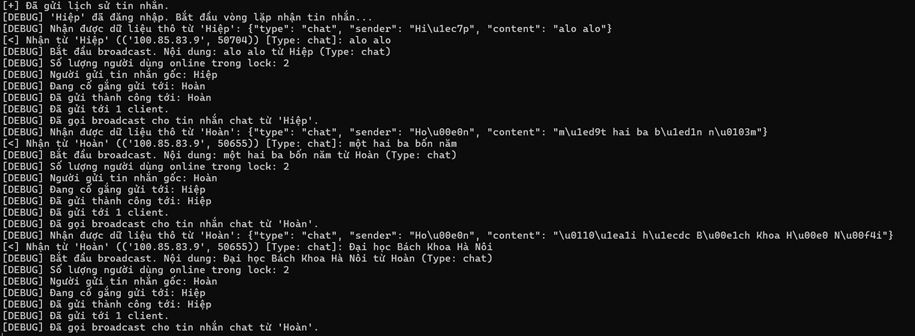 [+] Đã gửi lịch sử tin nhắn.
[DEBUG] 'Hiệp' đã đăng nhập. Bắt đầu vòng lặp nhận tin nhắn...
[DEBUG] Nhận được dữ liệu thô từ 'Hiệp': {"type": "chat", "sender": "Hi\u1ec7p", "content": "alo alo"}
[<] Nhận từ 'Hiệp' (('100.85.83.9', 50704)) [Type: chat]: alo alo
[DEBUG] Bắt đầu broadcast. Nội dung: alo alo từ Hiệp (Type: chat)
[DEBUG] Số lượng người dùng online trong lock: 2
[DEBUG] Người gửi tin nhắn gốc: Hiệp
[DEBUG] Đang cố gắng gửi tới: Hoàn
[DEBUG] Đã gửi thành công tới: Hoàn
[DEBUG] Đã gửi tới 1 client.
[DEBUG] Đã gọi broadcast cho tin nhắn chat từ 'Hiệp'.
[DEBUG] Nhận được dữ liệu thô từ 'Hoàn': {"type": "chat", "sender": "Ho\u00e0n", "content": "m\u1ed9t hai ba b\u1ed1n n\u0103m"}
[<] Nhận từ 'Hoàn' (('100.85.83.9', 50655)) [Type: chat]: một hai ba bốn năm
[DEBUG] Bắt đầu broadcast. Nội dung: một hai ba bốn năm từ Hoàn (Type: chat)
[DEBUG] Số lượng người dùng online trong lock: 2
[DEBUG] Người gửi tin nhắn gốc: Hoàn
[DEBUG] Đang cố gắng gửi tới: Hiệp
[DEBUG] Đã gửi thành công tới: Hiệp
[DEBUG] Đã gửi tới 1 client.
[DEBUG] Đã gọi broadcast cho tin nhắn chat từ 'Hoàn'.
[DEBUG] Nhận được dữ liệu thô từ 'Hoàn': {"type": "chat", "sender": "Ho\u00e0n", "content": "\u0110\u1ea1i h\u1ecdc B\u00e1ch Khoa H\u00e0 N\u00f4i"}
[<] Nhận từ 'Hoàn' (('100.85.83.9', 50655)) [Type: chat]: Đại học Bách Khoa Hà Nôi
[DEBUG] Bắt đầu broadcast. Nội dung: Đại học Bách Khoa Hà Nôi từ Hoàn (Type: chat)
[DEBUG] Số lượng người dùng online trong lock: 2
[DEBUG] Người gửi tin nhắn gốc: Hoàn
[DEBUG] Đang cố gắng gửi tới: Hiệp
[DEBUG] Đã gửi thành công tới: Hiệp
[DEBUG] Đã gửi tới 1 client.
[DEBUG] Đã gọi broadcast cho tin nhắn chat từ 'Hoàn'.